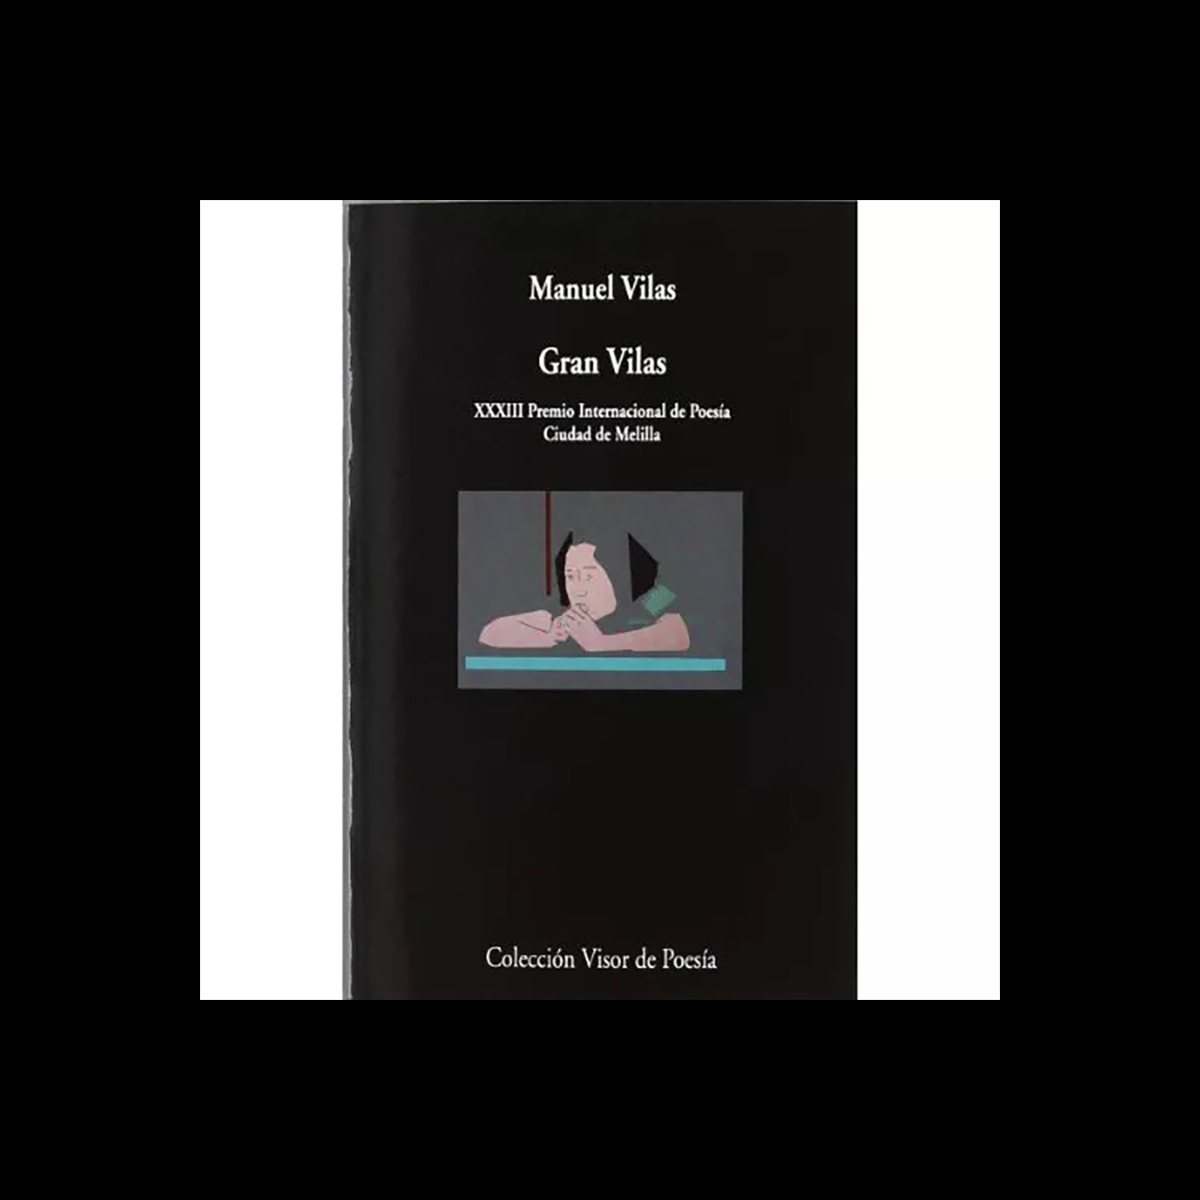 Manuel Vilas
Gran Vilas
XXXIII Premio Internacional de Poesía
Ciudad de Melilla
Colección Visor de Poesía